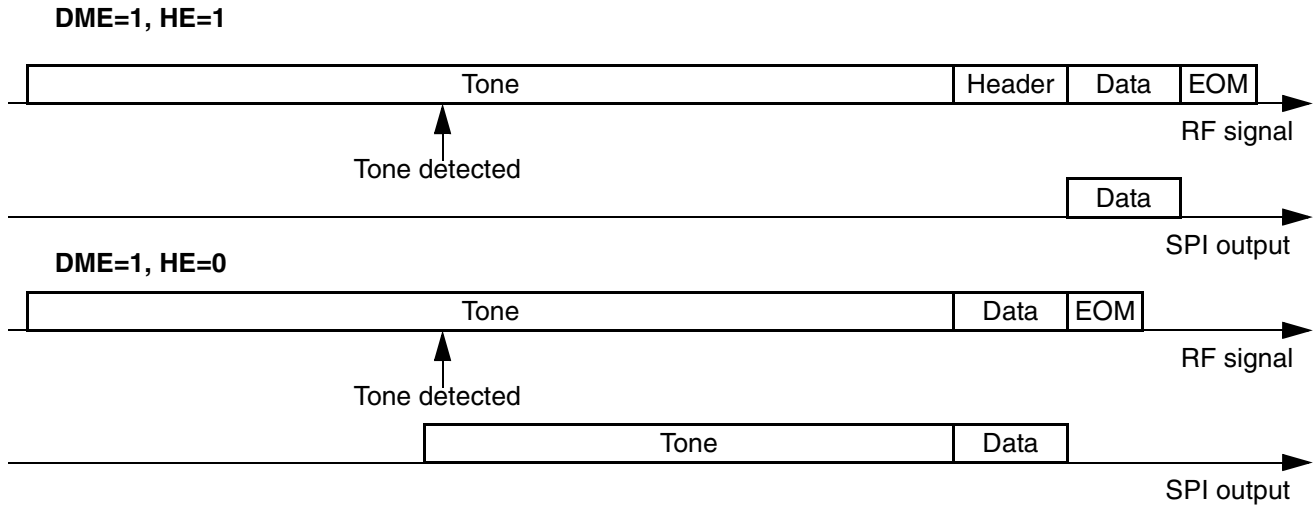 DME=1, HE=1
Tone Header Data EOM
RF signal
Tone detected
Data
SPI output
DME=1, HE=0
Tone Data EOM
RF signal
Tone detected
Tone Data
SPI output